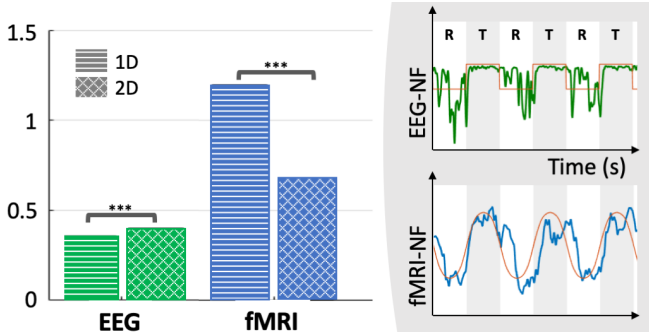 1.5
1
0.5
0
1D
2D
***
***
EEG
fMRI
R T R T R T
EEG-NF
Time (s)
fMRI-NF